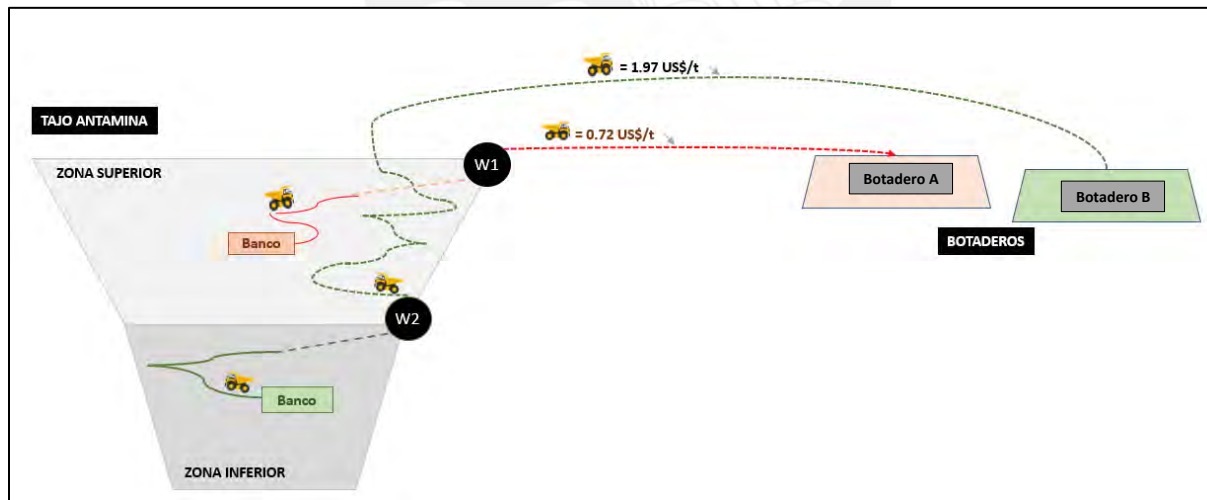 = 1.97 US$/t
TAJO ANTAMINA
= 0.72 US$/t
W1
ZONA SUPERIOR
Botadero A
Botadero B
Banco
BOTADEROS
W2
Banco
ZONA INFERIOR